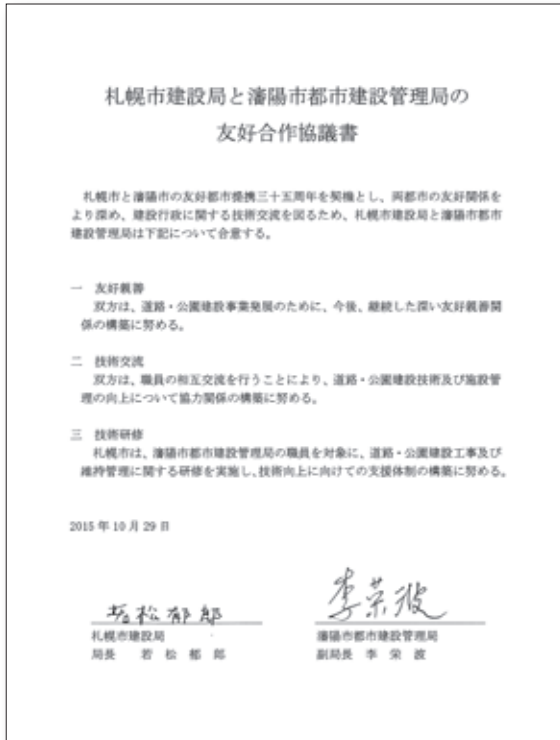 札幌市建設局と瀋陽市都市建設管理局の
友好合作協議書
札幌市と瀋陽市の友好都市提携三十五周年を契機とし、両都市の友好関係を
より深め、建設行政に関する技術交流を図るため、札幌市建設局と瀋陽市都市
建設管理局は下記について合意する。
一 友好親善
双方は、道路・公園建設事業発展のために、今後、継続した深い友好親善関
係の構築に努める。
二 技術交流
双方は、職員の相互交流を行うことにより、道路・公園建設技術及び施設管
理の向上について協力関係の構築に努める。
三 技術研修
札幌市は、瀋陽市都市建設管理局の職員を対象に、道路・公園建設工事及び
維持管理に関する研修を実施し、技術向上に向けての支援体制の構築に努める。
2015年10月29日
若松郁郎 李荣波
札幌市建設局 瀋陽市都市建設管理局
局長 若松郁郎 副局長 李栄波